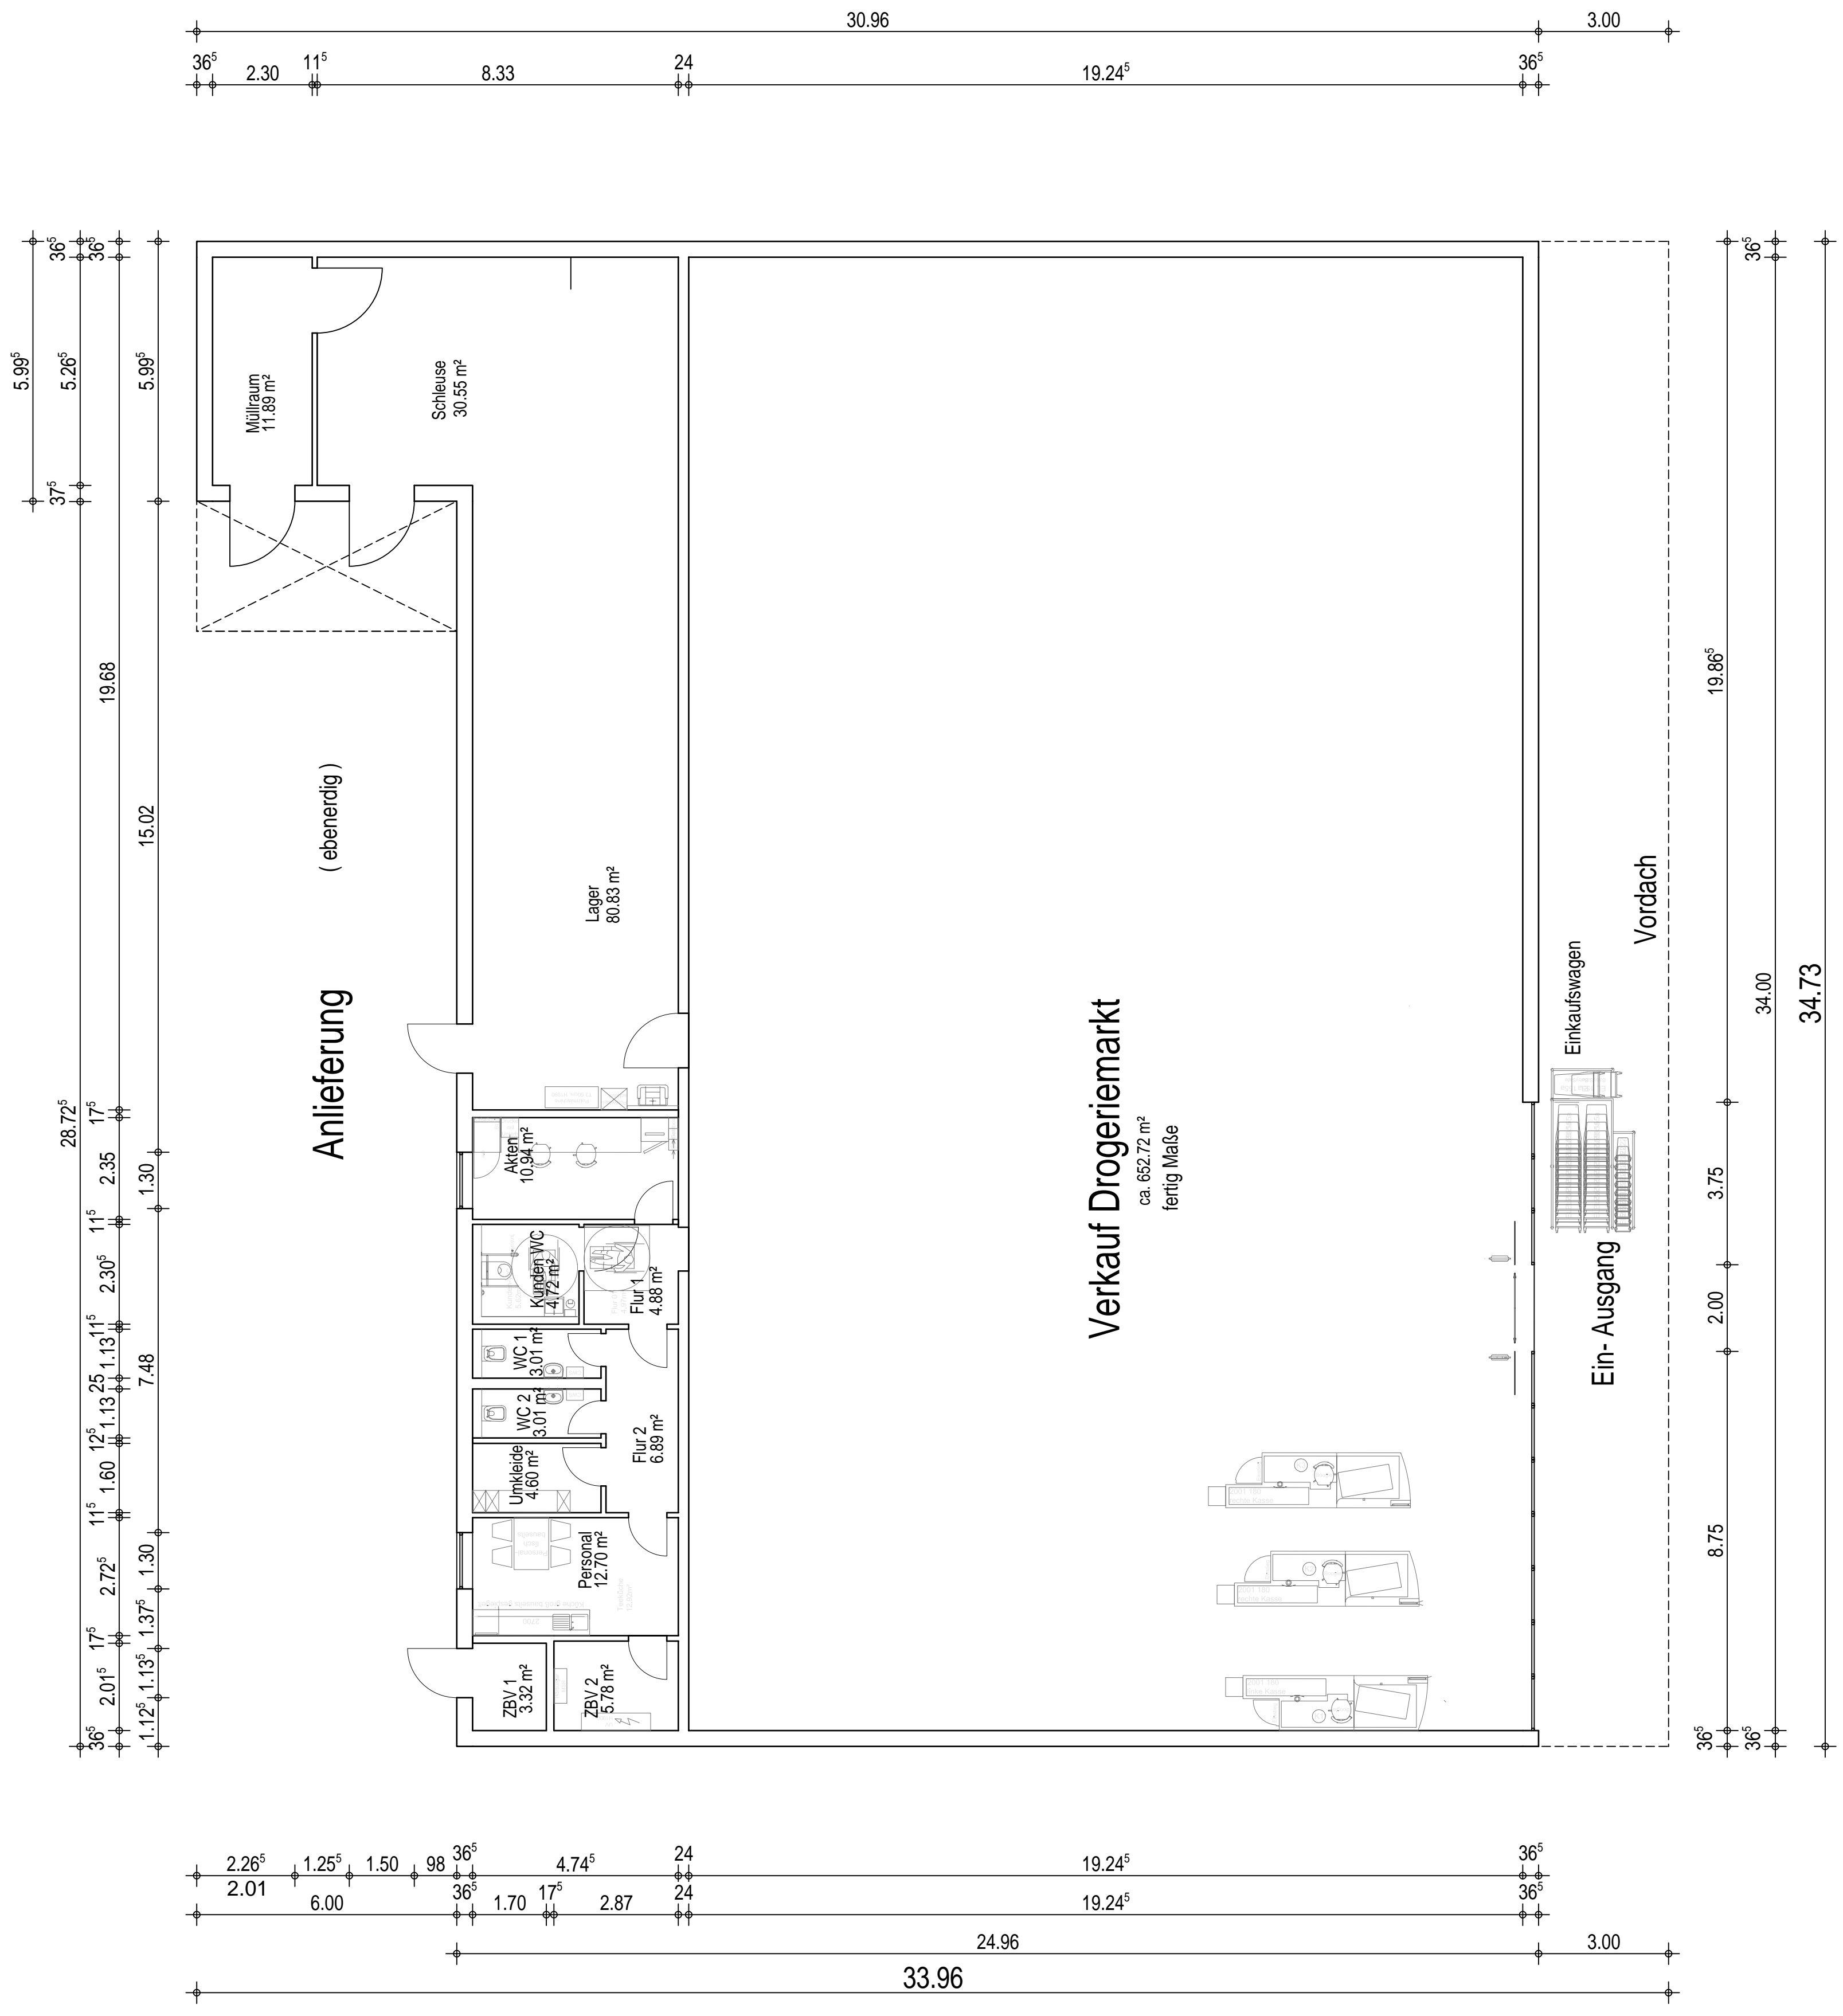 30.96
3.00
36⁵
2.30
11⁵
8.33
24
19.24⁵
36⁵
5.99⁵
36⁵
5.26⁵
37⁵
28.72⁵
36⁵
19.68
17⁵
2.35
11⁵
2.30⁵
11⁵
1.13
25
1.13
12⁵
1.60
11⁵
2.72⁵
17⁵
2.01⁵
36⁵
5.99⁵
15.02
1.30
7.48
1.30
1.37⁵
1.13⁵
1.12⁵
Müllraum
11.89 m²
Schleuse
30.55 m²
Anlieferung
( ebenerdig )
Lager
80.83 m²
Akten
10.94 m²
Kunden WC
4.72 m²
Flur 1
4.88 m²
WC 1
3.01 m²
WC 2
3.01 m²
Flur 2
6.89 m²
Umkleide
4.60 m²
Personal
12.70 m²
ZBV 1
3.32 m²
ZBV 2
5.78 m²
Verkauf Drogeriemarkt
ca. 652.72 m²
fertig Maße
Einkaufswagen
Ein- Ausgang
Vordach
19.86⁵
3.75
2.00
8.75
36⁵
36⁵
34.00
36⁵
34.73
2.26⁵
1.25⁵
1.50
98
36⁵
4.74⁵
24
19.24⁵
36⁵
2.01
6.00
36⁵
1.70
17⁵
2.87
24
19.24⁵
36⁵
24.96
3.00
33.96